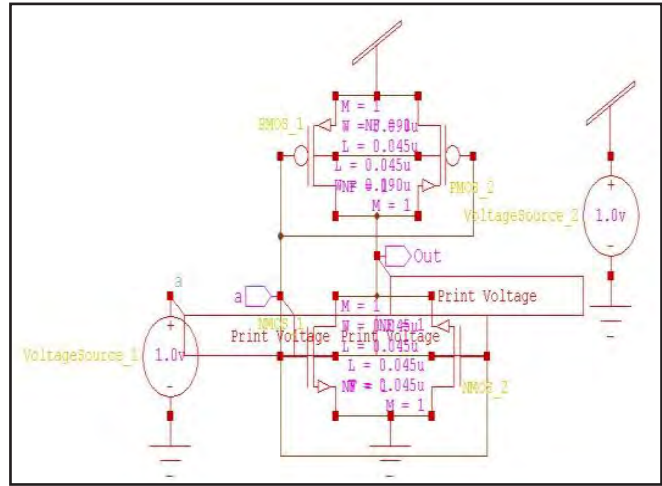 M = 1
PMOS_1
L = 0.045u
L = 0.045u
PMOS_2
M = 1
VoltageSource_2
1.0v
Out
a
a
M = 1
Print Voltage
NMOS_1
Print Voltage
Print Voltage
L = 0.045u
VoltageSource_1
1.0v
L = 0.045u
NMOS_2
M = 1